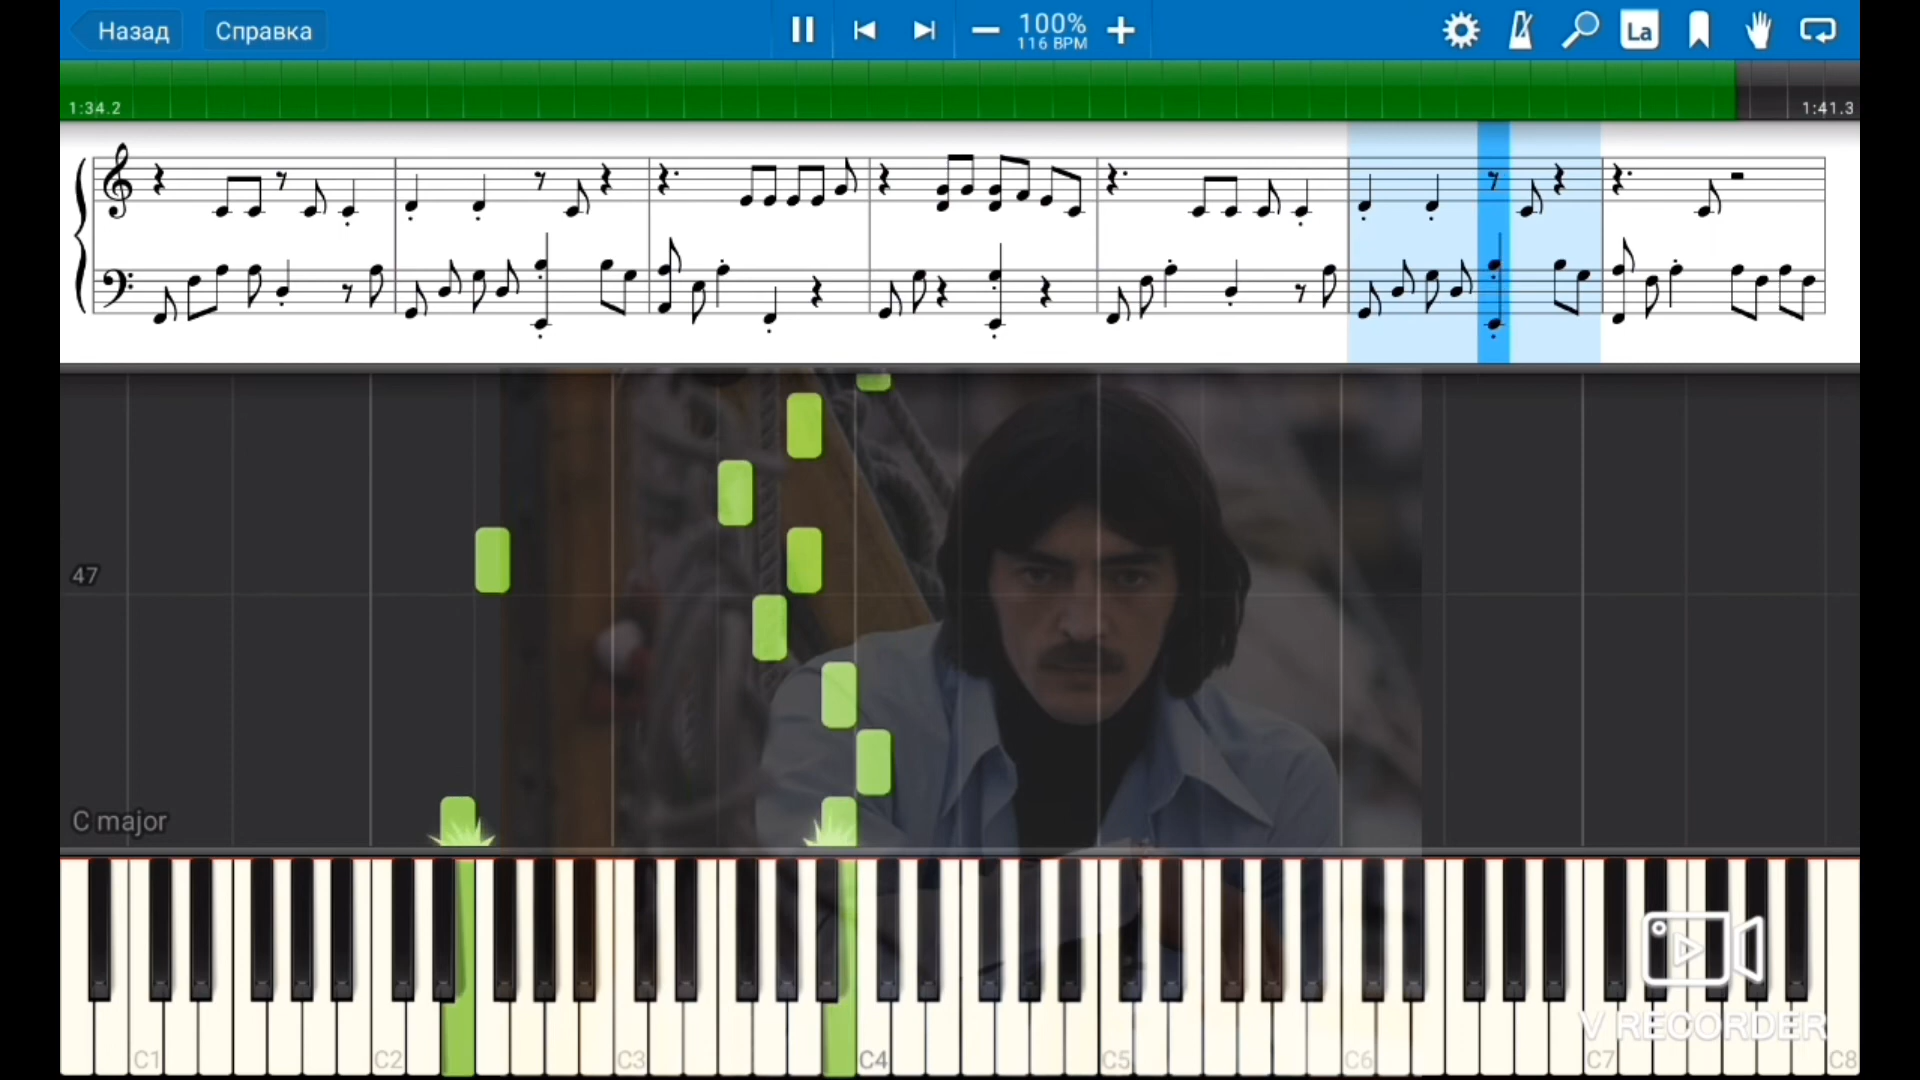 Назад
Справка
100%
116 BPM
La
1:34.2
1:41.3
47
C major
C1
C2
C3
C4
C5
C6
C7
C8
V RECORDER